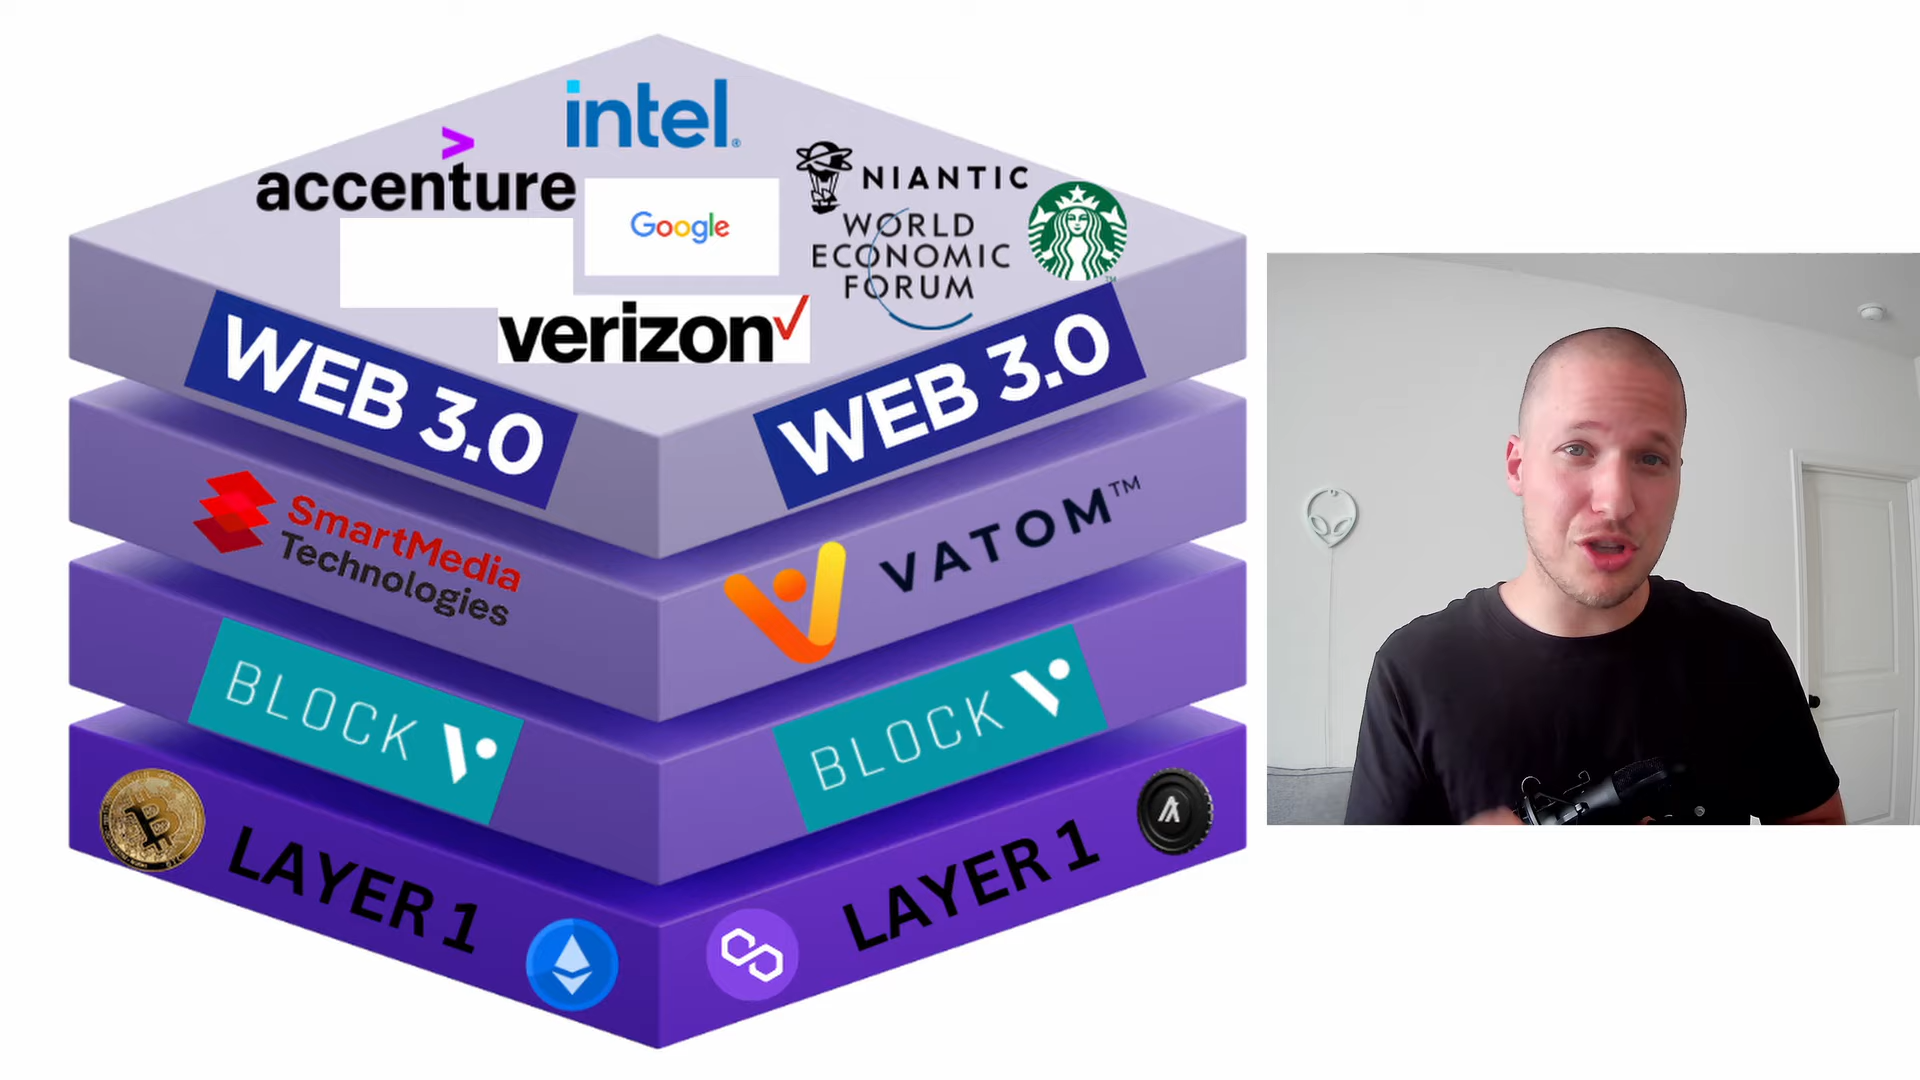 intel
accenture
Google
NIANTIC
WORLD
ECONOMIC
FORUM
verizon
WEB 3.0
WEB 3.0
SmartMedia
Technologies
VATOM™
BLOCK V
BLOCK V
LAYER 1
LAYER 1